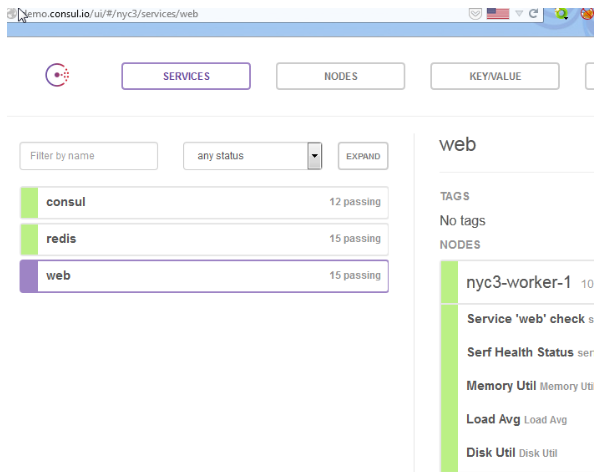 demo.consul.io/ui/#/nyc3/services/web
SERVICES
NODES
KEY/VALUE
Filter by name
any status
EXPAND
consul 12 passing
redis 15 passing
web 15 passing
web
TAGS
No tags
NODES
nyc3-worker-1 10
Service 'web' check s
Serf Health Status ser
Memory Util Memory Uti
Load Avg Load Avg
Disk Util Disk Util